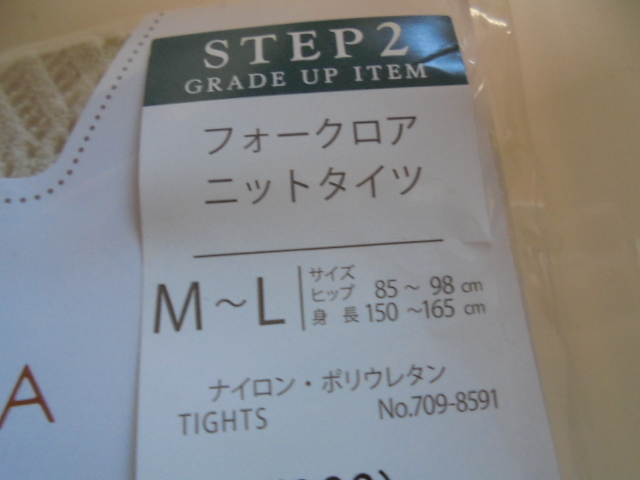 STEP2
GRADE UP ITEM
フォークロア
ニットタイツ
M～L
サイズ
ヒップ 85～ 98 cm
身 長 150 ～165 cm
ナイロン・ポリウレタン
TIGHTS No.709-8591
A